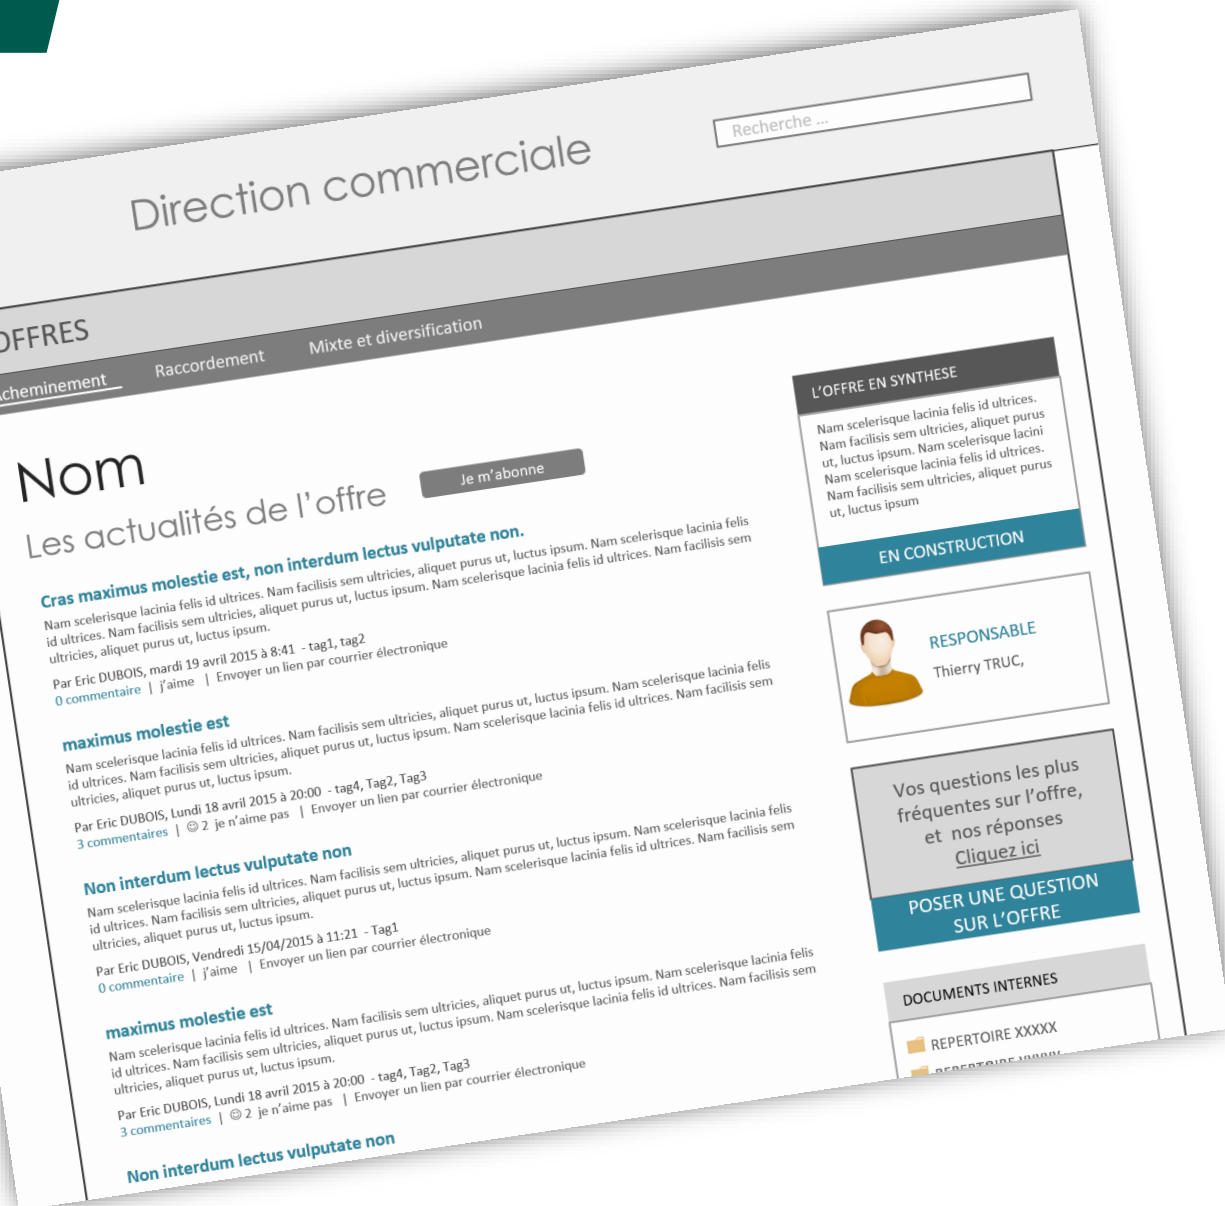 Direction commerciale
Recherche ...
OFFRES
Acheminement
Raccordement
Mixte et diversification
Nom
Les actualités de l'offre
Je m'abonne
Cras maximus molestie est, non interdum lectus vulputate non.
Nam scelerisque lacinia felis id ultrices. Nam facilisis sem ultricies, aliquet purus ut, luctus ipsum. Nam scelerisque lacinia felis
id ultrices. Nam facilisis sem ultricies, aliquet purus ut, luctus ipsum. Nam scelerisque lacinia felis id ultrices. Nam facilisis sem
ultricies, aliquet purus ut, luctus ipsum.
Par Eric DUBOIS, mardi 19 avril 2015 à 8:41 - tag1, tag2
0 commentaire | j'aime | Envoyer un lien par courrier électronique
maximus molestie est
Nam scelerisque lacinia felis id ultrices. Nam facilisis sem ultricies, aliquet purus ut, luctus ipsum. Nam scelerisque lacinia felis
id ultrices. Nam facilisis sem ultricies, aliquet purus ut, luctus ipsum. Nam scelerisque lacinia felis id ultrices. Nam facilisis sem
ultricies, aliquet purus ut, luctus ipsum.
Par Eric DUBOIS, Lundi 18 avril 2015 à 20:00 - tag4, Tag2, Tag3
3 commentaires | ☺ 2 je n'aime pas | Envoyer un lien par courrier électronique
Non interdum lectus vulputate non
Nam scelerisque lacinia felis id ultrices. Nam facilisis sem ultricies, aliquet purus ut, luctus ipsum. Nam scelerisque lacinia felis
id ultrices. Nam facilisis sem ultricies, aliquet purus ut, luctus ipsum. Nam scelerisque lacinia felis id ultrices. Nam facilisis sem
ultricies, aliquet purus ut, luctus ipsum.
Par Eric DUBOIS, Vendredi 15/04/2015 à 11:21 - Tag1
0 commentaire | j'aime | Envoyer un lien par courrier électronique
maximus molestie est
Nam scelerisque lacinia felis id ultrices. Nam facilisis sem ultricies, aliquet purus ut, luctus ipsum. Nam scelerisque lacinia felis
id ultrices. Nam facilisis sem ultricies, aliquet purus ut, luctus ipsum. Nam scelerisque lacinia felis id ultrices. Nam facilisis sem
ultricies, aliquet purus ut, luctus ipsum.
Par Eric DUBOIS, Lundi 18 avril 2015 à 20:00 - tag4, Tag2, Tag3
3 commentaires | ☺ 2 je n'aime pas | Envoyer un lien par courrier électronique
Non interdum lectus vulputate non
L'OFFRE EN SYNTHESE
Nam scelerisque lacinia felis id ultrices.
Nam facilisis sem ultricies, aliquet purus
ut, luctus ipsum. Nam scelerisque lacini
Nam scelerisque lacinia felis id ultrices.
Nam facilisis sem ultricies, aliquet purus
ut, luctus ipsum
EN CONSTRUCTION
RESPONSABLE
Thierry TRUC,
Vos questions les plus
fréquentes sur l'offre,
et nos réponses
Cliquez ici
POSER UNE QUESTION
SUR L'OFFRE
DOCUMENTS INTERNES
REPERTOIRE XXXXX
REPERTOIRE YYYYY